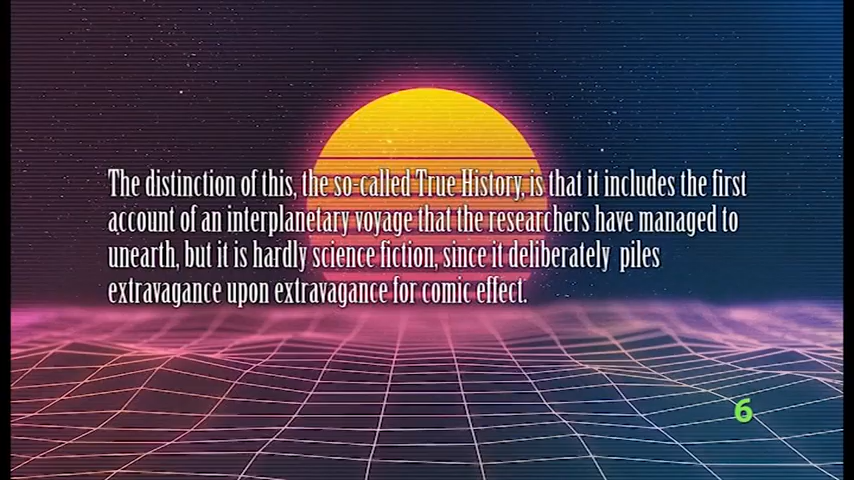 The distinction of this, the so-called True History, is that it includes the first
account of an interplanetary voyage that the researchers have managed to
unearth, but it is hardly science fiction, since it deliberately piles
extravagance upon extravagance for comic effect.
6